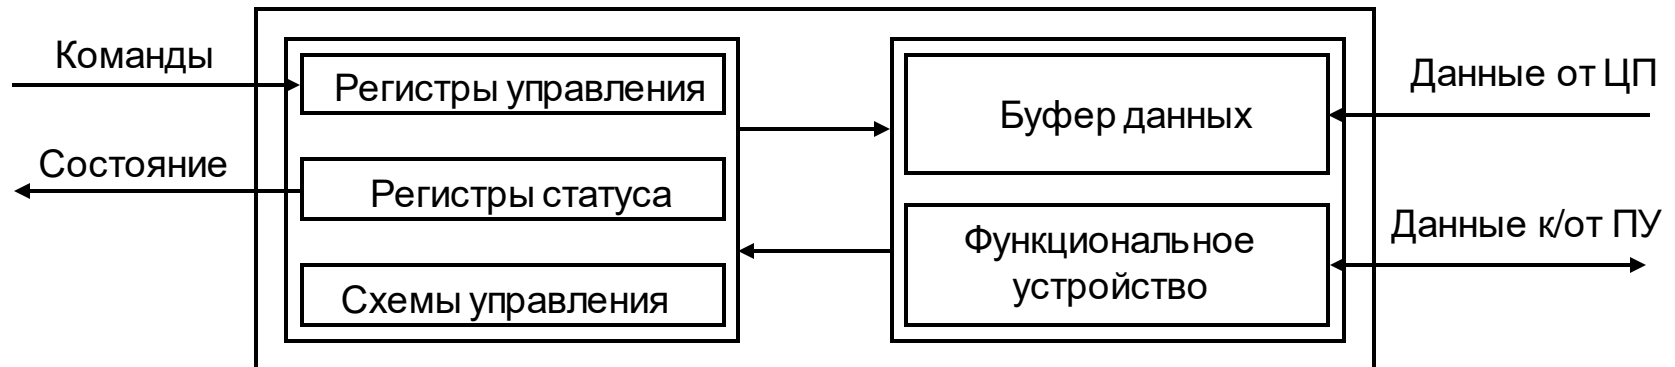 Команды
Регистры управления
Состояние
Регистры статуса
Схемы управления
Буфер данных
Функциональное
устройство
Данные от ЦП
Данные к/от ПУ